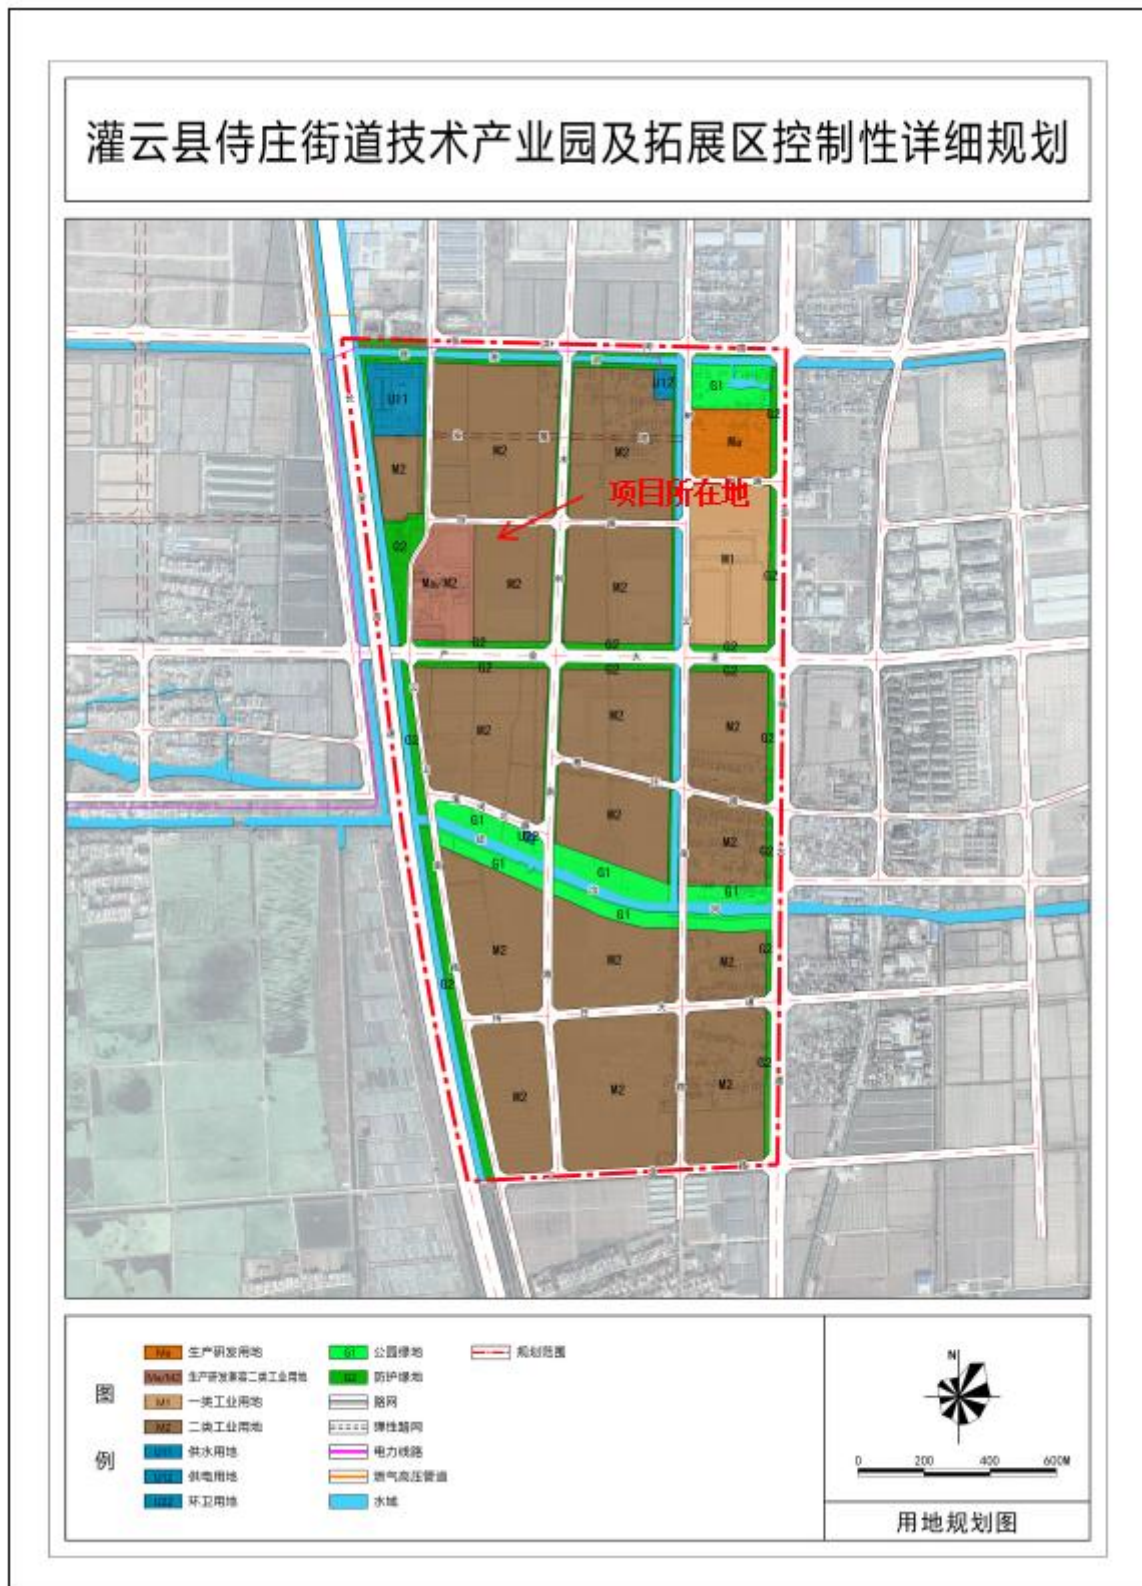 灌云县侍庄街道技术产业园及拓展区控制性详细规划
U11
U12
G1
G2
Ma
M2
M2
M2
项目所在地
G2
Ma/M2
M2
M2
M1
G2
G2
G2
G2
产业大道
G2
G2
G2
M2
M2
M2
G2
G2
M2
M2
G2
G1
G1
G1
G1
G1
M2
M2
M2
G2
G2
M2
M2
M2
G2
图例
Ma 生产研发用地
Ma/M2 生产研发兼容二类工业用地
M1 一类工业用地
M2 二类工业用地
U11 供水用地
U12 供电用地
U22 环卫用地
G1 公园绿地
G2 防护绿地
路网
弹性路网
电力线路
燃气高压管道
水域
规划范围
N
0 200 400 600M
用地规划图